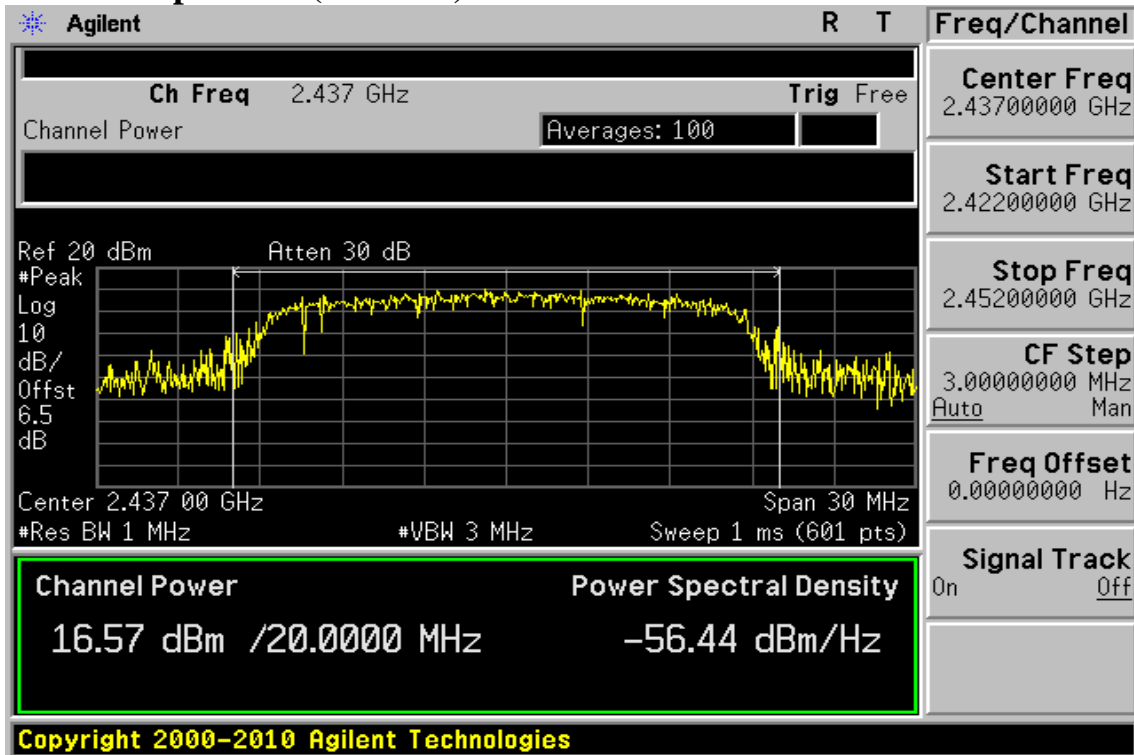 Agilent R T Freq/Channel
Ch Freq 2.437 GHz Trig Free
Channel Power Averages: 100
Center Freq
2.43700000 GHz
Start Freq
2.42200000 GHz
Ref 20 dBm Atten 30 dB
#Peak
Log
10
dB/
Offst
6.5
dB
Stop Freq
2.45200000 GHz
CF Step
3.00000000 MHz
Auto Man
Center 2.437 00 GHz Span 30 MHz
#Res BW 1 MHz #VBW 3 MHz Sweep 1 ms (601 pts)
Freq Offset
0.00000000 Hz
Channel Power Power Spectral Density
16.57 dBm /20.0000 MHz -56.44 dBm/Hz
Signal Track
On Off
Copyright 2000-2010 Agilent Technologies